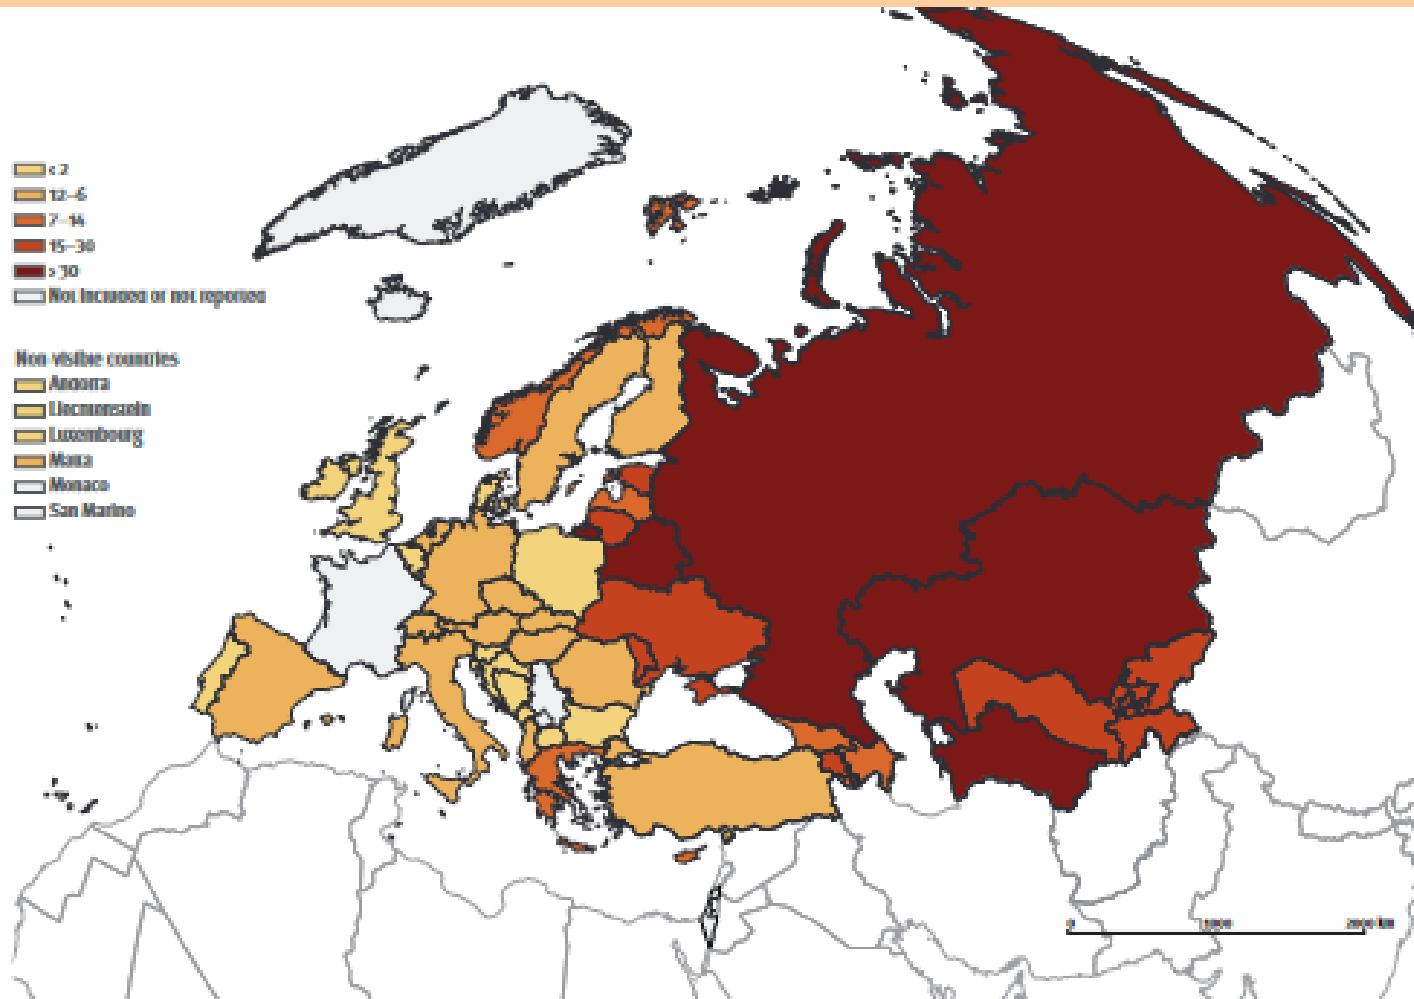 < 2
12–6
7–14
15–30
> 30
Not included or not reported
Non visible countries
Andorra
Liechtenstein
Luxembourg
Malta
Monaco
San Marino
0 1000 2000 km